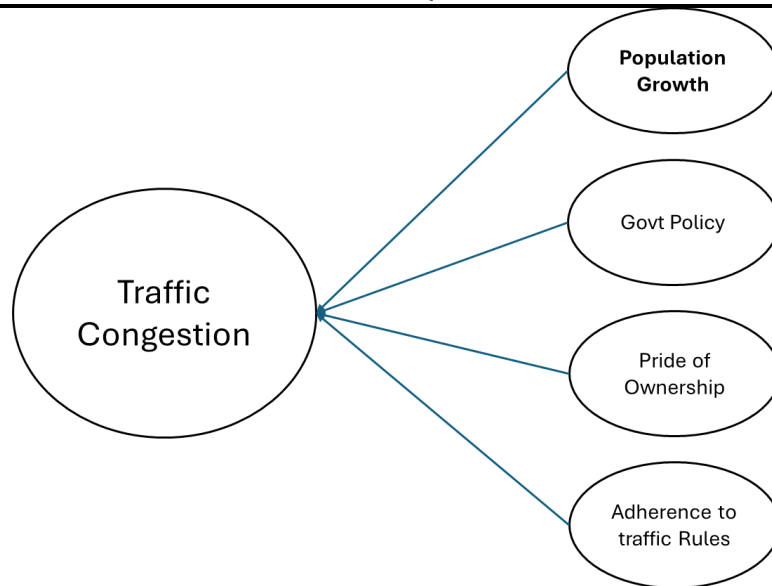 Population
Growth
Govt Policy
Traffic
Congestion
Pride of
Ownership
Adherence to
traffic Rules